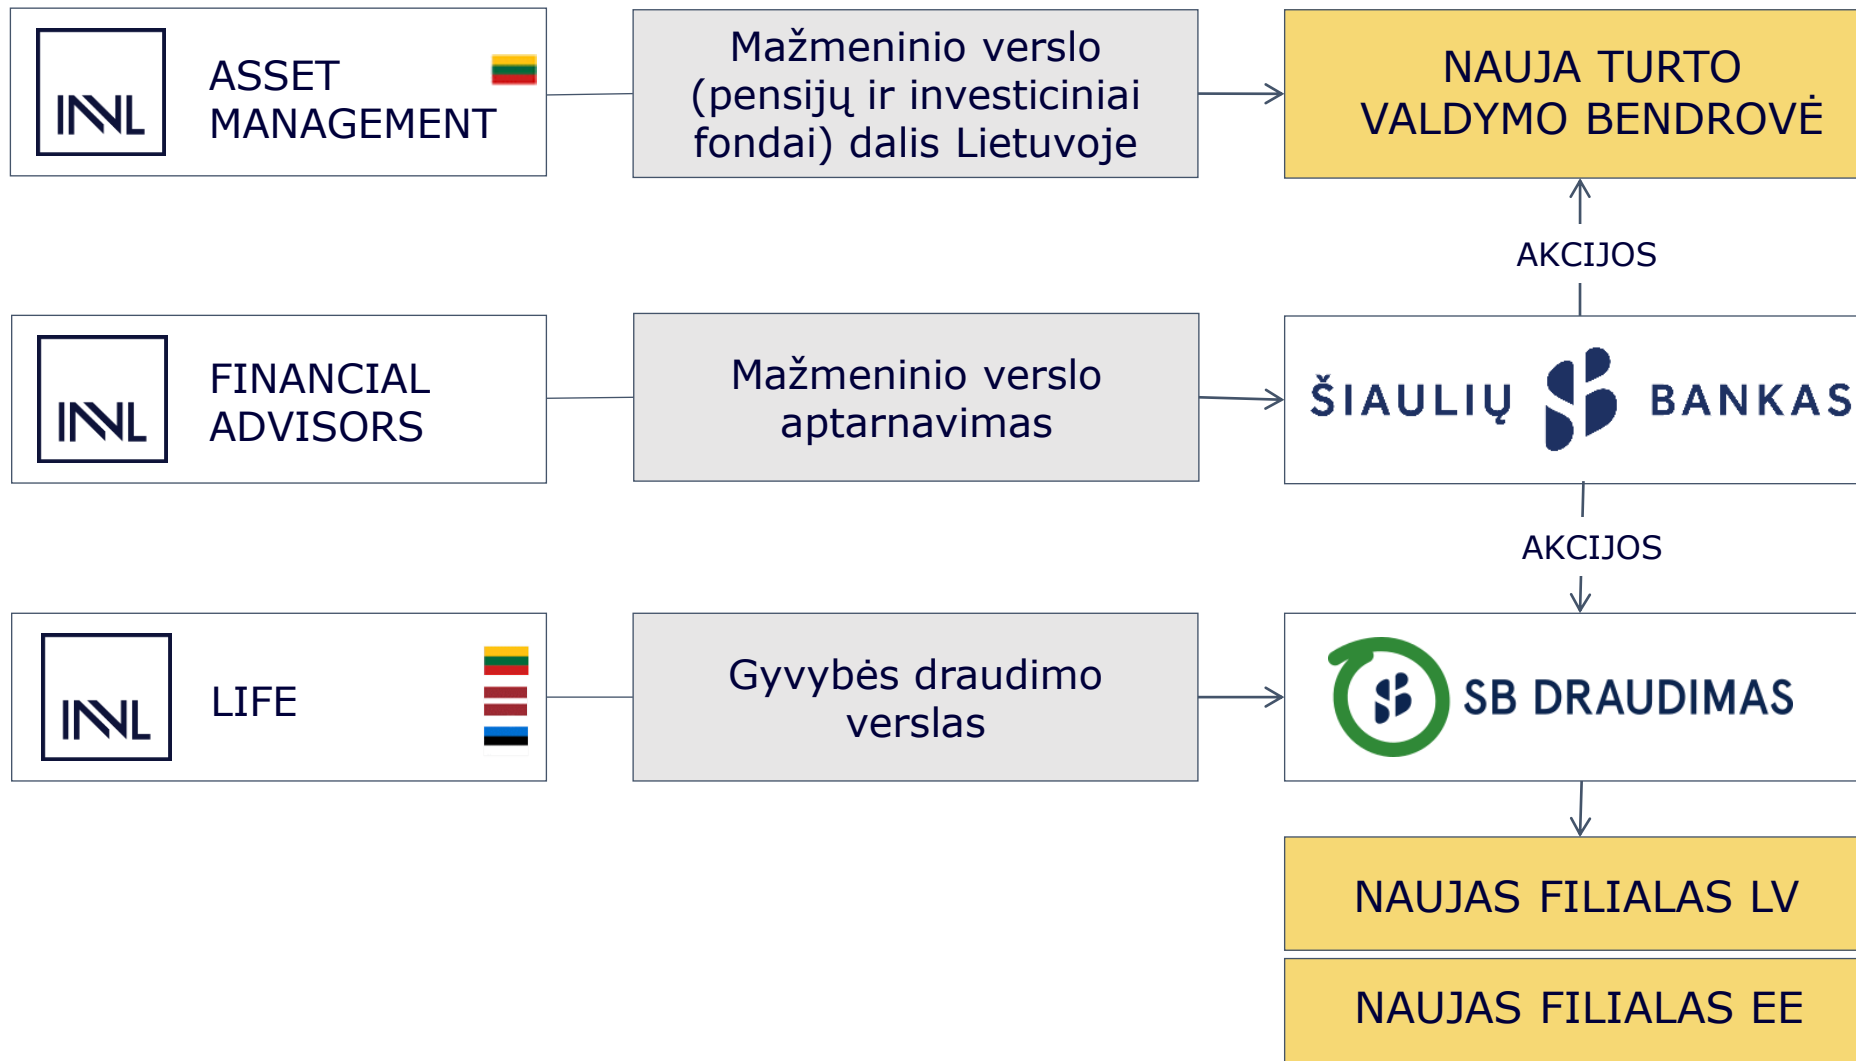 INVL
ASSET
MANAGEMENT
Mažmeninio verslo
(pensijų ir investiciniai
fondai) dalis Lietuvoje
NAUJA TURTO
VALDYMO BENDROVĖ
AKCIJOS
INVL
FINANCIAL
ADVISORS
Mažmeninio verslo
aptarnavimas
ŠIAULIŲ BANKAS
AKCIJOS
INVL
LIFE
Gyvybės draudimo
verslas
SB DRAUDIMAS
NAUJAS FILIALAS LV
NAUJAS FILIALAS EE